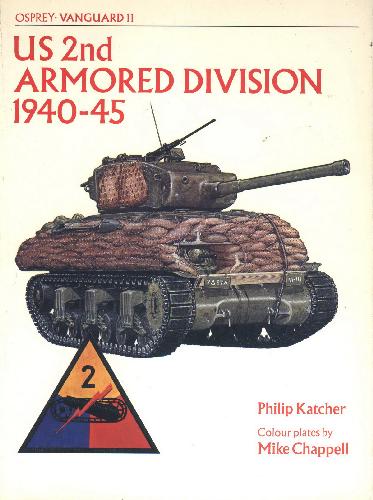 OSPREY · VANGUARD 11
US 2nd
ARMORED DIVISION
1940-45
2
Philip Katcher
Colour plates by
Mike Chappell